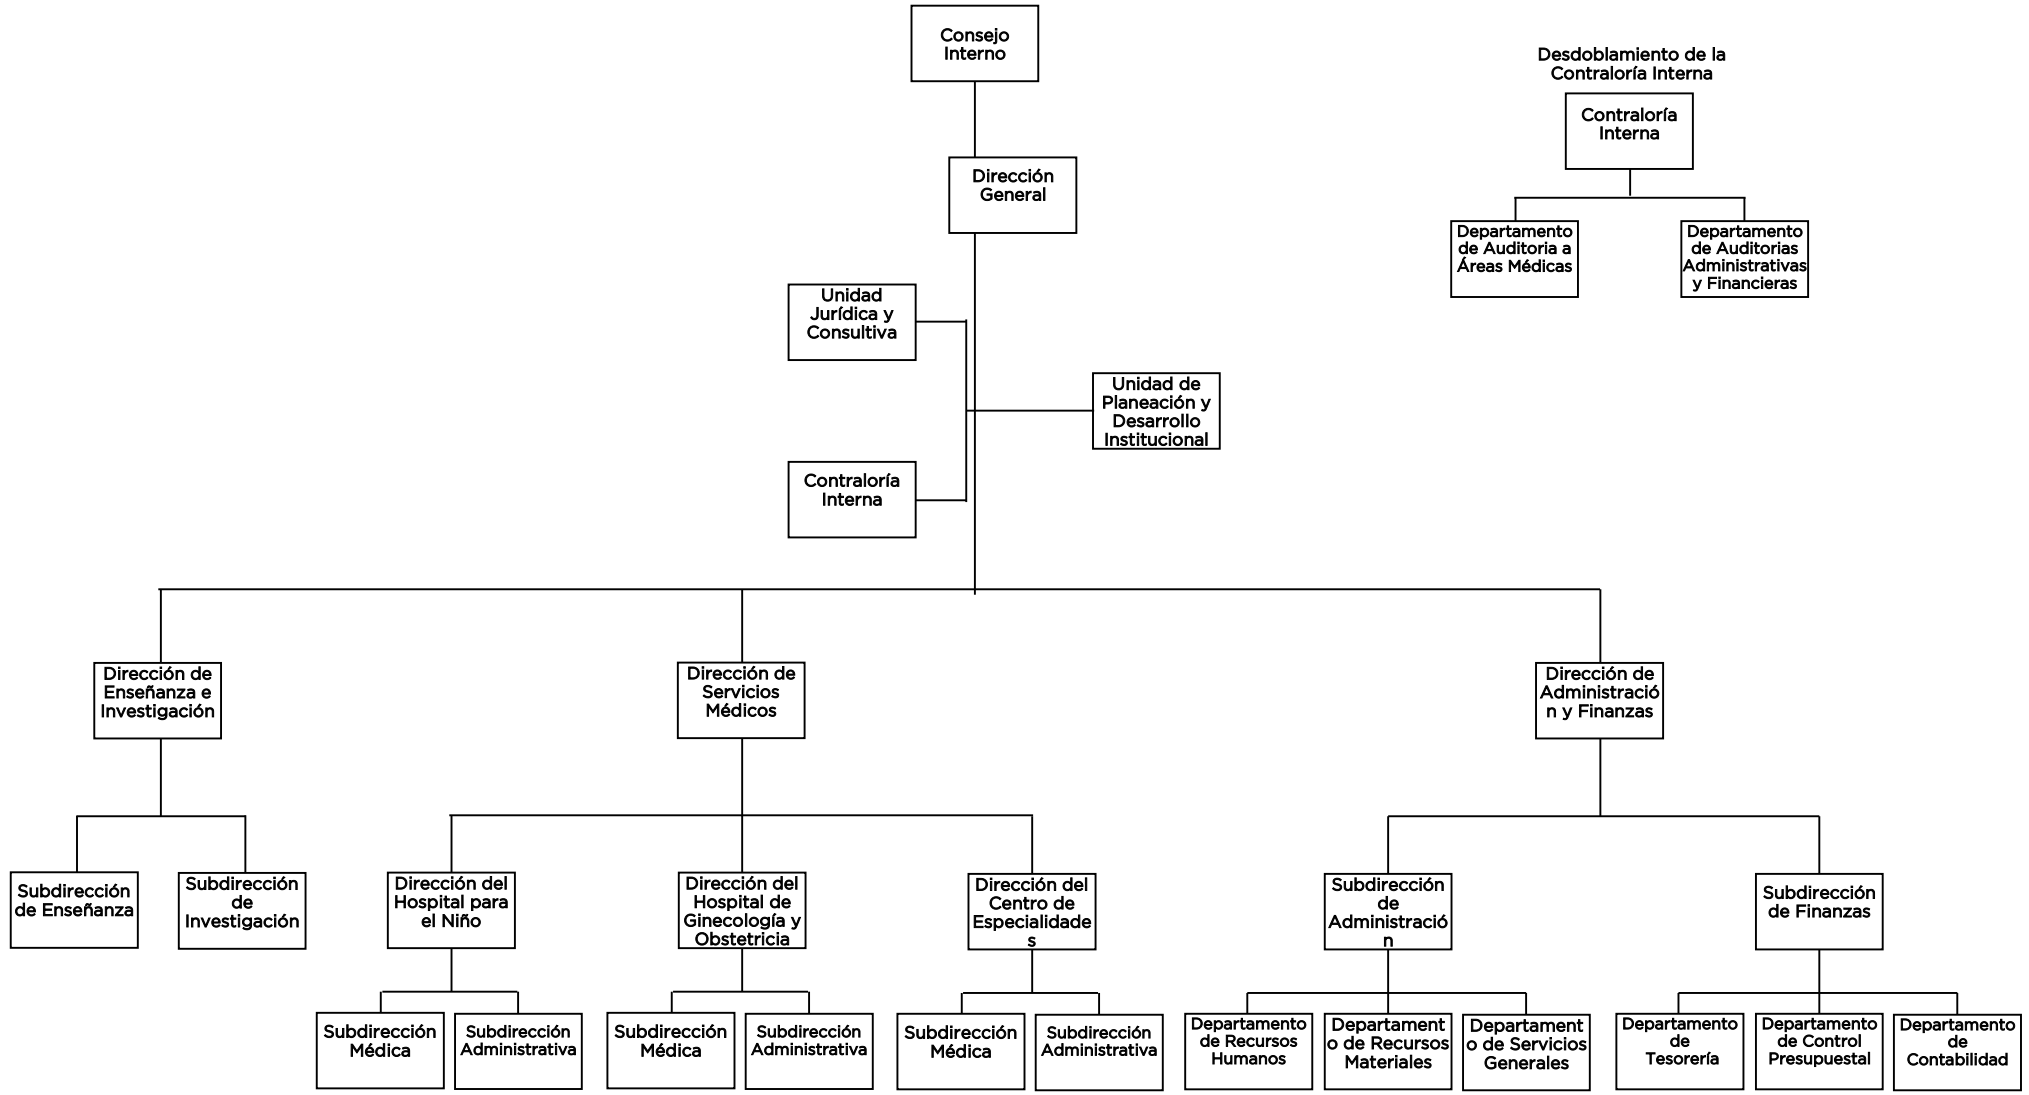 Consejo
Interno
Desdoblamiento de la
Contraloría Interna
Contraloría
Interna
Dirección
General
Departamento
de Auditoria a
Áreas Médicas
Departamento
de Auditorias
Administrativas
y Financieras
Unidad
Jurídica y
Consultiva
Unidad de
Planeación y
Desarrollo
Institucional
Contraloría
Interna
Dirección de
Enseñanza e
Investigación
Dirección de
Servicios
Médicos
Dirección de
Administració
n y Finanzas
Subdirección
de Enseñanza
Subdirección
de
Investigación
Dirección del
Hospital para
el Niño
Dirección del
Hospital de
Ginecología y
Obstetricia
Dirección del
Centro de
Especialidade
s
Subdirección
de
Administració
n
Subdirección
de Finanzas
Subdirección
Médica
Subdirección
Administrativa
Subdirección
Médica
Subdirección
Administrativa
Subdirección
Médica
Subdirección
Administrativa
Departamento
de Recursos
Humanos
Departament
o de Recursos
Materiales
Departament
o de Servicios
Generales
Departamento
de
Tesorería
Departamento
de Control
Presupuestal
Departamento
de
Contabilidad